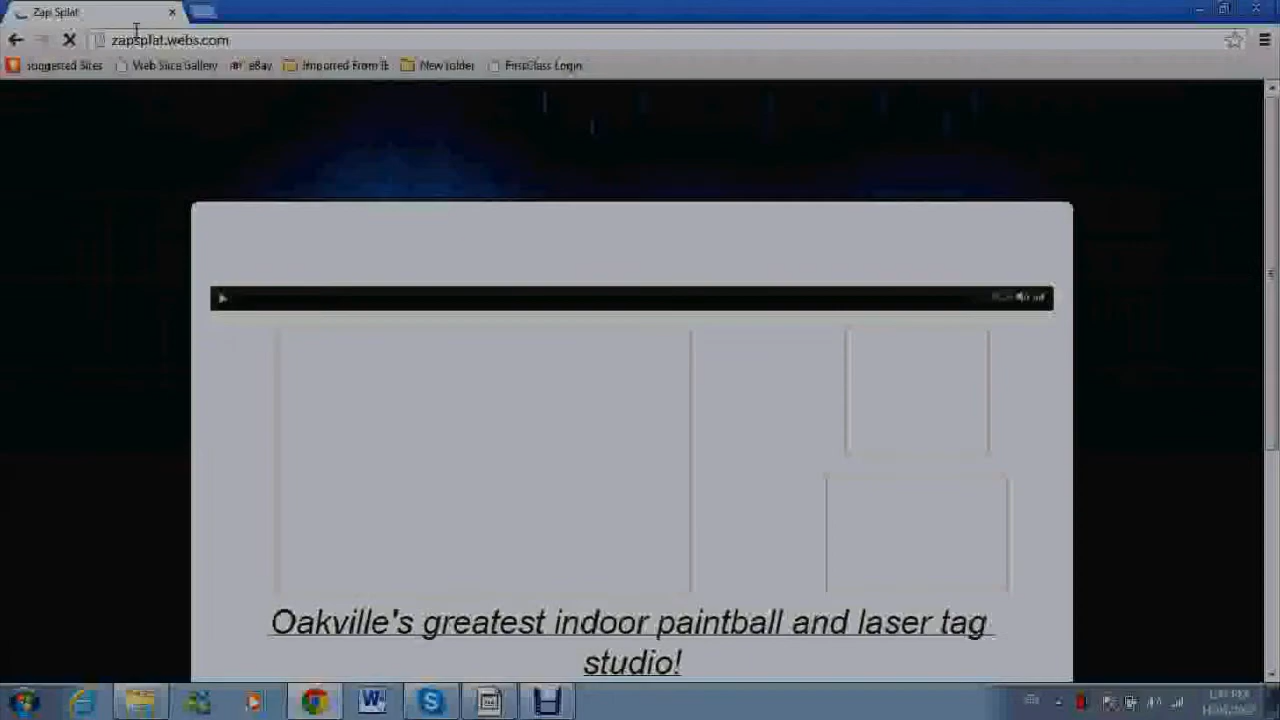 Zap Splat
zapsplat.webs.com
Suggested Sites Web Slice Gallery eBay Imported From IE New folder FirstClass Login
Oakville's greatest indoor paintball and laser tag
studio!